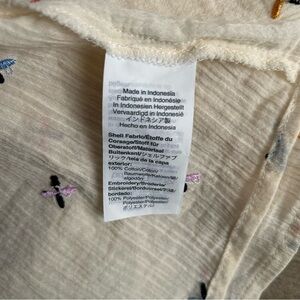 Made in Indonesia
Fabriqué en Indonésie
In Indonesien Hergestellt
Vervaardigd in Indonesië
インドネシア製
Hecho en Indonesia
Shell Fabric/Étoffe du
Corsage/Stoff für
Oberstoff/Materiaal
Buitenkant/シェルファブ
リック/tela de la capa
exterior:
100% Cotton/Coton/
Baumwolle/Katoen/綿/
algodón
Embroidery/Broderie/
Stickerei/Borduursel/刺繍/
bordado:
100% Polyester/Polyester/
Polyester/Polyester/
ポリエステル/